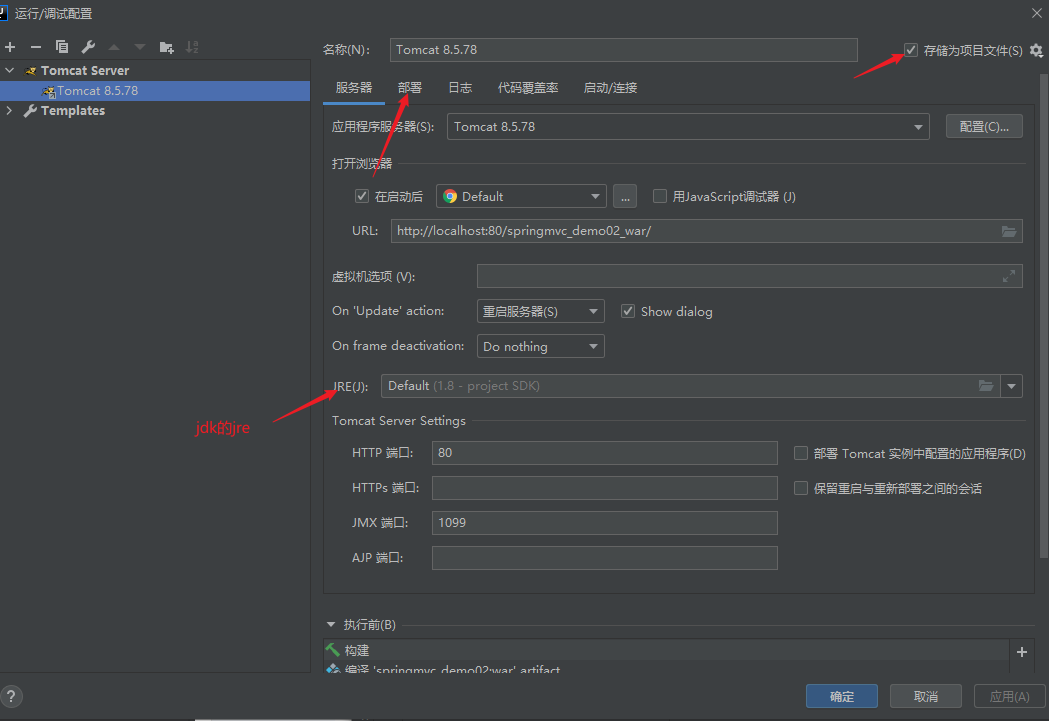 运行/调试配置
Tomcat Server
Tomcat 8.5.78
Templates
名称(N): Tomcat 8.5.78 存储为项目文件(S)
服务器 部署 日志 代码覆盖率 启动/连接
应用程序服务器(S): Tomcat 8.5.78 配置(C)...
打开浏览器
在启动后 Default ... 用JavaScript调试器 (J)
URL: http://localhost:80/springmvc_demo02_war/
虚拟机选项 (V):
On 'Update' action: 重启服务器(S) Show dialog
On frame deactivation: Do nothing
JRE(J): Default (1.8 - project SDK)
jdk的jre
Tomcat Server Settings
HTTP 端口: 80 部署 Tomcat 实例中配置的应用程序(D)
HTTPs 端口: 保留重启与重新部署之间的会话
JMX 端口: 1099
AJP 端口:
执行前(B)
构建
编译 'springmvc_demo02:war' artifact
? 确定 取消 应用(A)